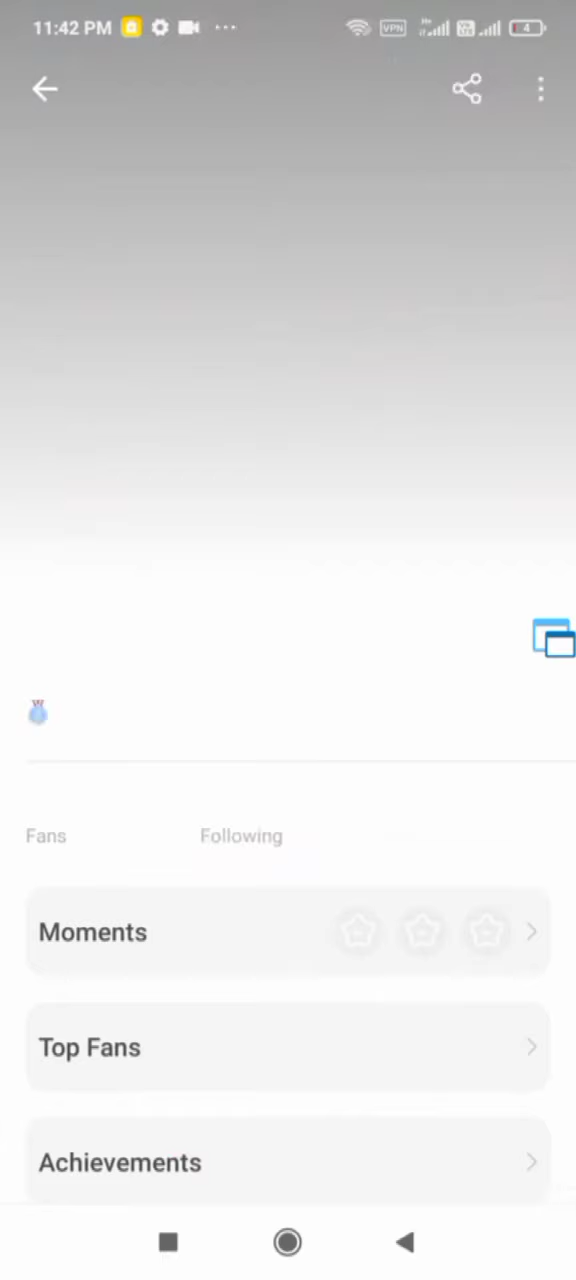 11:42 PM VPN 4
Fans Following
Moments
Top Fans
Achievements